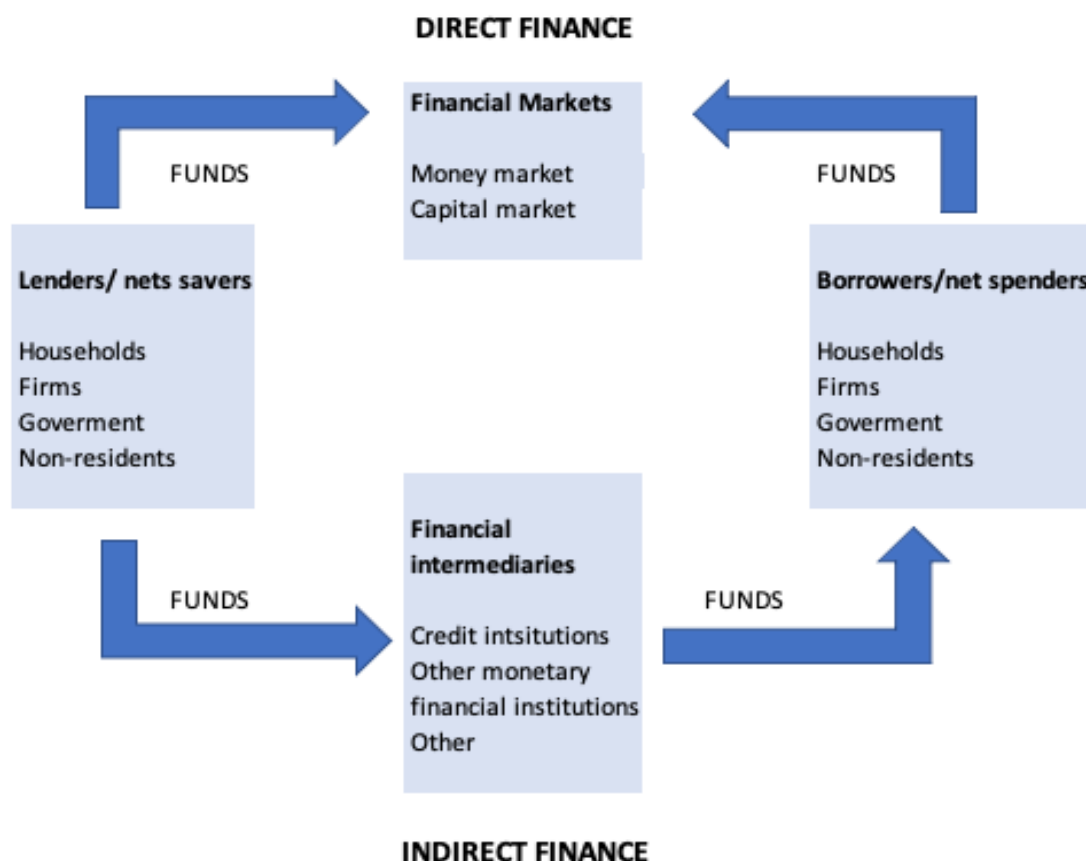 DIRECT FINANCE
Financial Markets
Money market
Capital market
FUNDS
FUNDS
Lenders/ nets savers
Households
Firms
Goverment
Non-residents
Borrowers/net spenders
Households
Firms
Goverment
Non-residents
Financial
intermediaries
Credit intsitutions
Other monetary
financial institutions
Other
FUNDS
FUNDS
INDIRECT FINANCE